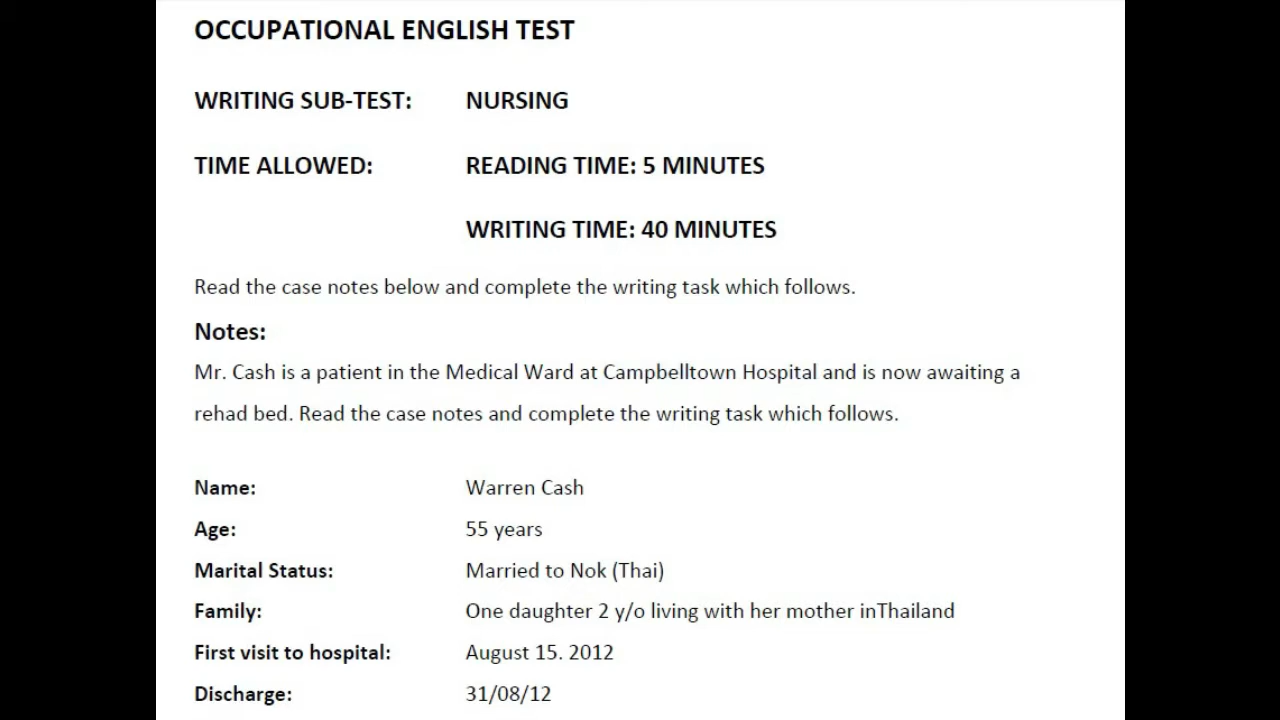 OCCUPATIONAL ENGLISH TEST
WRITING SUB-TEST: NURSING
TIME ALLOWED: READING TIME: 5 MINUTES
WRITING TIME: 40 MINUTES
Read the case notes below and complete the writing task which follows.
Notes:
Mr. Cash is a patient in the Medical Ward at Campbelltown Hospital and is now awaiting a
rehad bed. Read the case notes and complete the writing task which follows.
Name: Warren Cash
Age: 55 years
Marital Status: Married to Nok (Thai)
Family: One daughter 2 y/o living with her mother inThailand
First visit to hospital: August 15. 2012
Discharge: 31/08/12